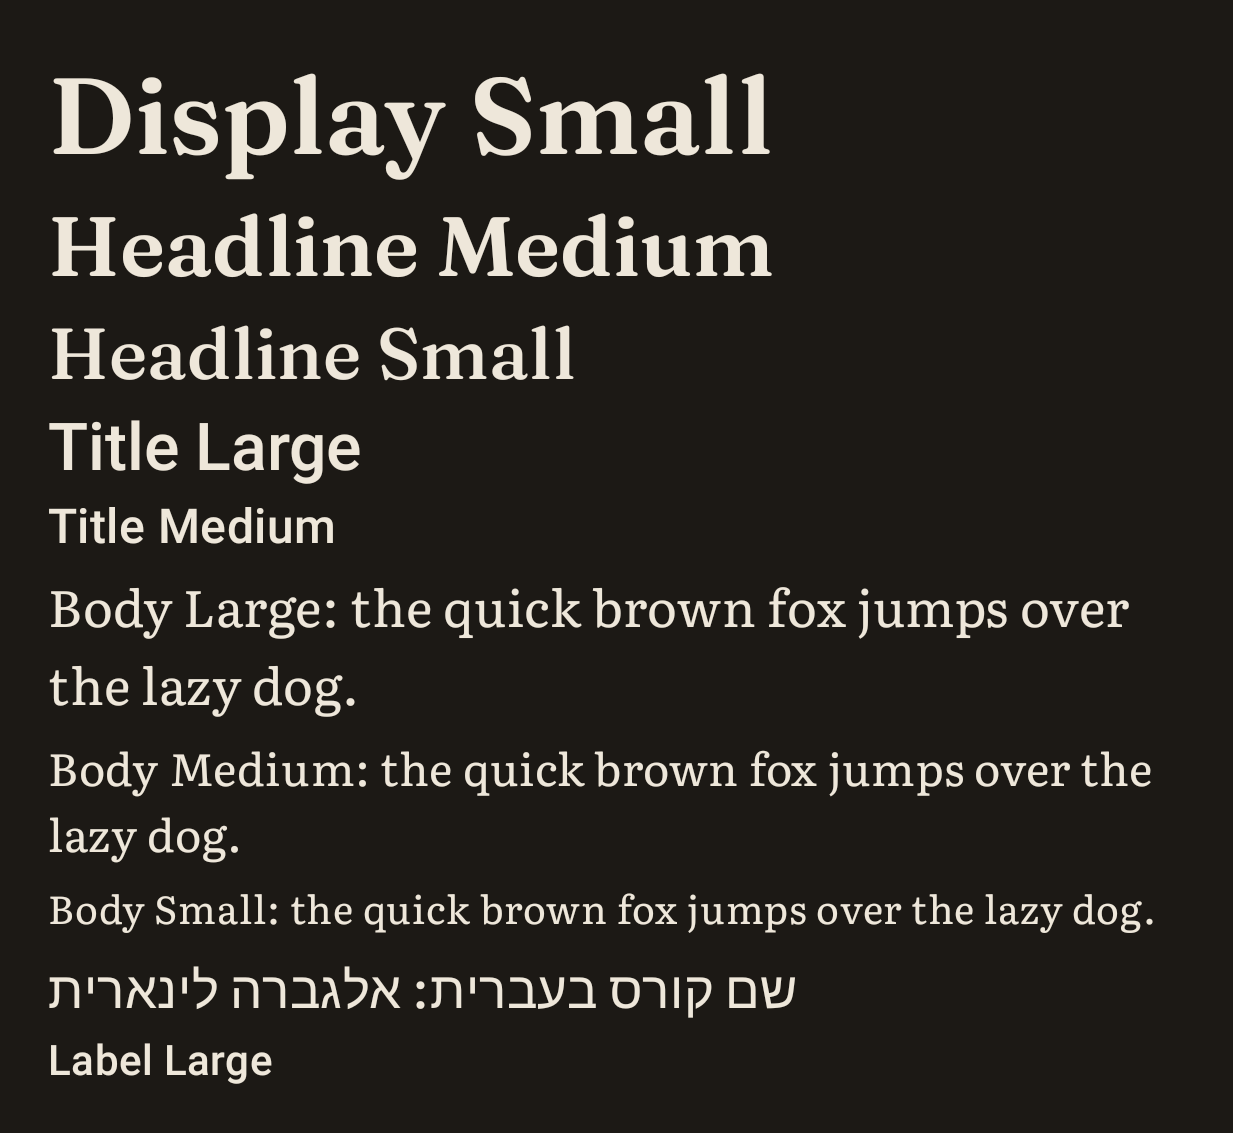 Display Small
Headline Medium
Headline Small
Title Large
Title Medium
Body Large: the quick brown fox jumps over
the lazy dog.
Body Medium: the quick brown fox jumps over the
lazy dog.
Body Small: the quick brown fox jumps over the lazy dog.
שם קורס בעברית: אלגברה לינארית
Label Large